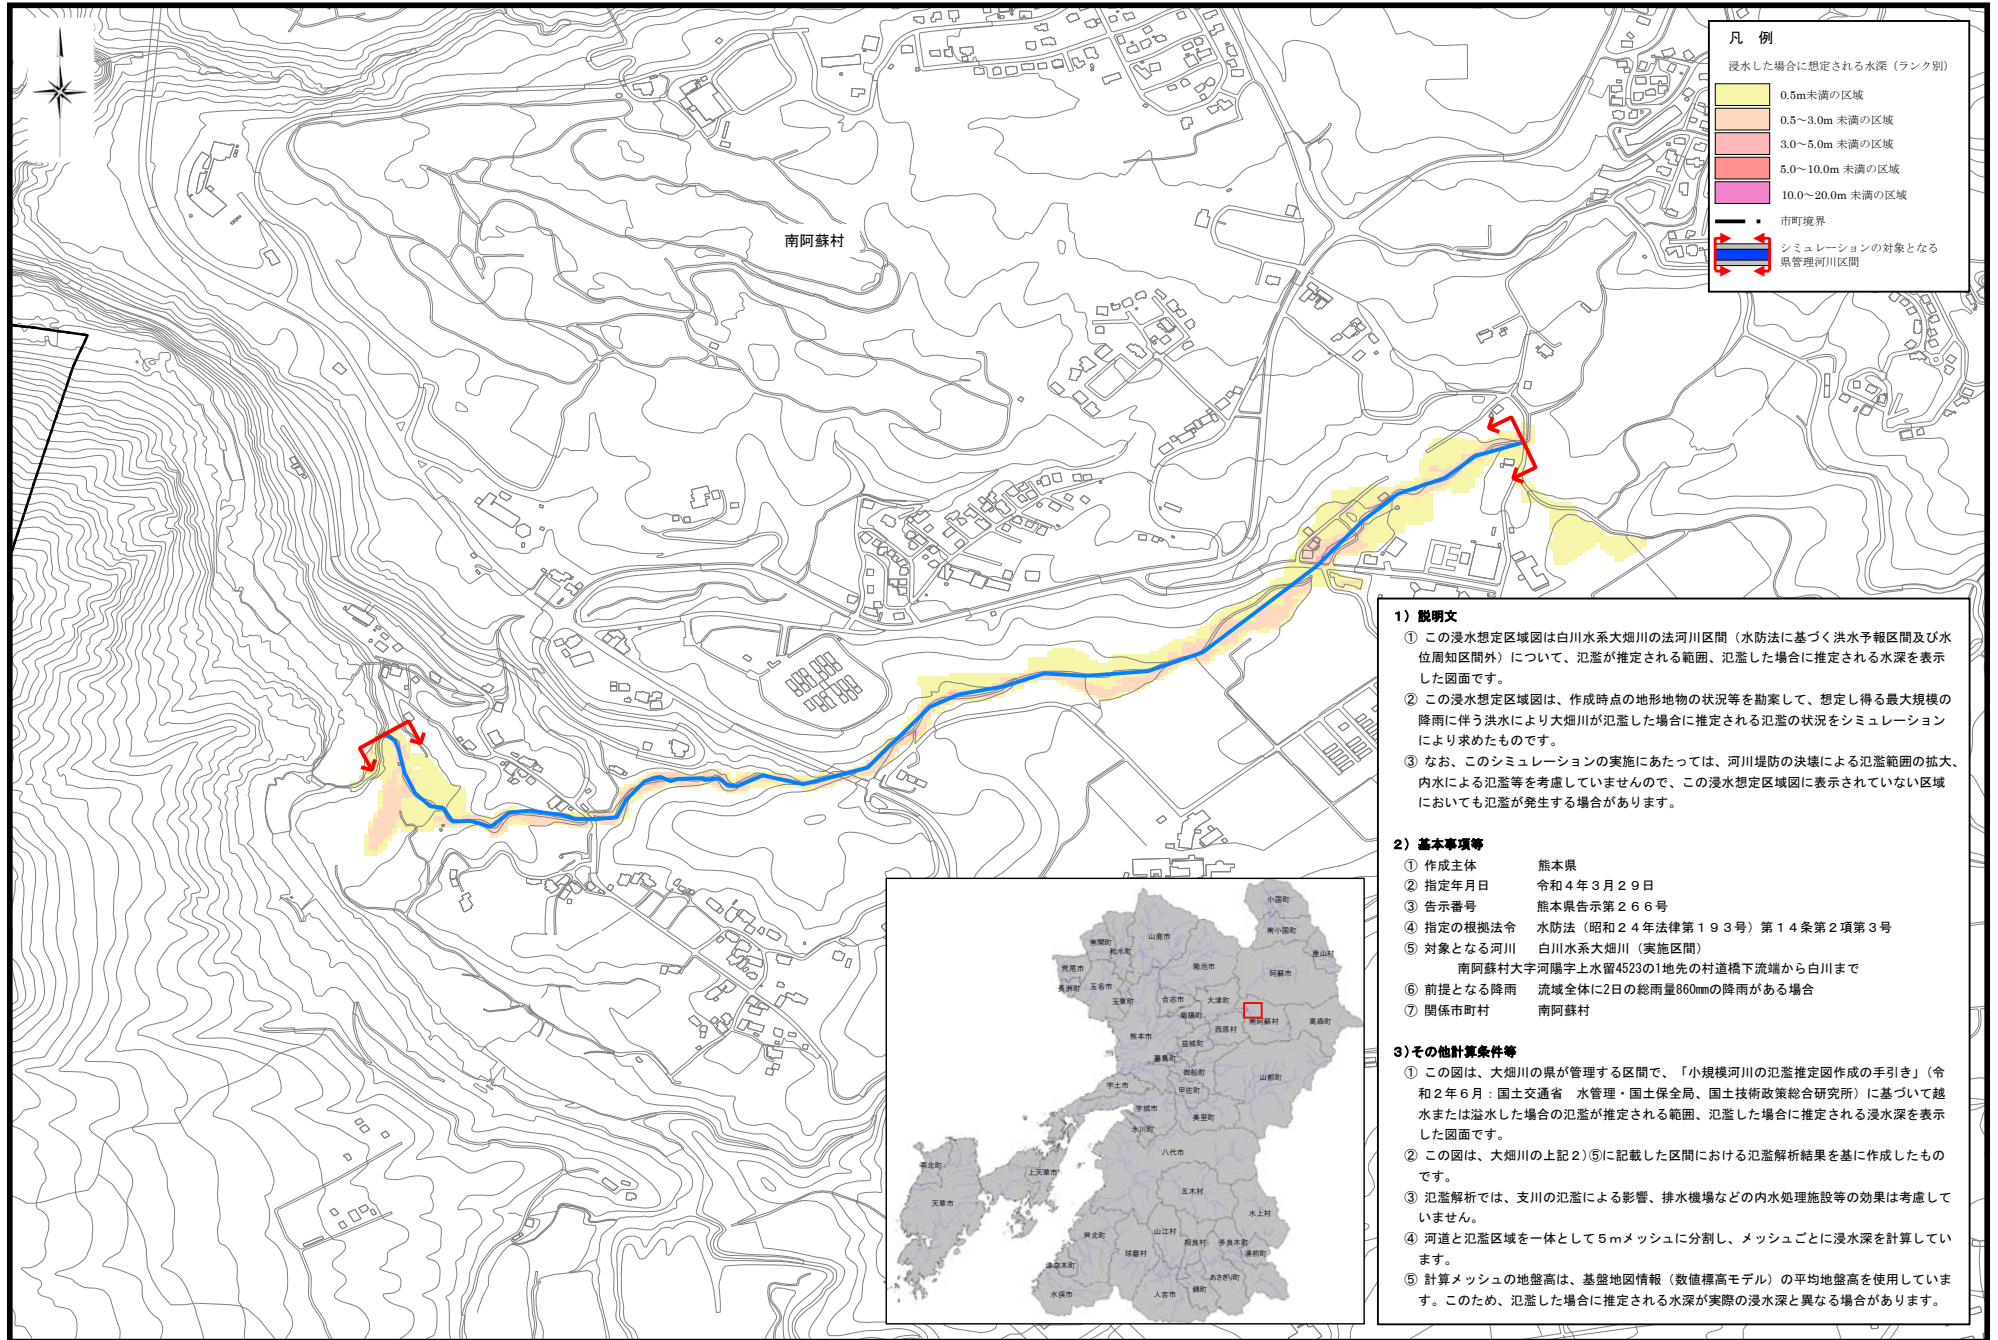 南阿蘇村
凡 例
浸水した場合に想定される水深（ランク別）
0.5m未満の区域
0.5～3.0m 未満の区域
3.0～5.0m 未満の区域
5.0～10.0m 未満の区域
10.0～20.0m 未満の区域
市町境界
シミュレーションの対象となる
県管理河川区間
1）説明文
① この浸水想定区域図は白川水系大畑川の法河川区間（水防法に基づく洪水予報区間及び水
位周知区間外）について、氾濫が推定される範囲、氾濫した場合に推定される水深を表示
した図面です。
② この浸水想定区域図は、作成時点の地形地物の状況等を勘案して、想定し得る最大規模の
降雨に伴う洪水により大畑川が氾濫した場合に推定される氾濫の状況をシミュレーション
により求めたものです。
③ なお、このシミュレーションの実施にあたっては、河川堤防の決壊による氾濫範囲の拡大、
内水による氾濫等を考慮していませんので、この浸水想定区域図に表示されていない区域
においても氾濫が発生する場合があります。
2）基本事項等
① 作成主体 熊本県
② 指定年月日 令和４年３月２９日
③ 告示番号 熊本県告示第２６６号
④ 指定の根拠法令 水防法（昭和２４年法律第１９３号）第１４条第２項第３号
⑤ 対象となる河川 白川水系大畑川（実施区間）
南阿蘇村大字河陽字上水留4523の1地先の村道橋下流端から白川まで
⑥ 前提となる降雨 流域全体に2日の総雨量860mmの降雨がある場合
⑦ 関係市町村 南阿蘇村
3)その他計算条件等
① この図は、大畑川の県が管理する区間で、「小規模河川の氾濫推定図作成の手引き」（令
和２年６月：国土交通省 水管理・国土保全局、国土技術政策総合研究所）に基づいて越
水または溢水した場合の氾濫が推定される範囲、氾濫した場合に推定される浸水深を表示
した図面です。
② この図は、大畑川の上記２)⑤に記載した区間における氾濫解析結果を基に作成したもの
です。
③ 氾濫解析では、支川の氾濫による影響、排水機場などの内水処理施設等の効果は考慮して
いません。
④ 河道と氾濫区域を一体として５ｍメッシュに分割し、メッシュごとに浸水深を計算してい
ます。
⑤ 計算メッシュの地盤高は、基盤地図情報（数値標高モデル）の平均地盤高を使用していま
す。このため、氾濫した場合に推定される水深が実際の浸水深と異なる場合があります。
小国町
南小国町
産山村
山鹿市
南関町
和水町
菊池市
阿蘇市
荒尾市
長洲町
玉名市
玉東町
合志市
大津町
菊陽町
南阿蘇村
高森町
西原村
熊本市
益城町
嘉島町
御船町
山都町
宇土市
甲佐町
宇城市
美里町
氷川町
八代市
苓北町
上天草市
天草市
五木村
水上村
芦北町
山江村
相良村
多良木町
湯前町
球磨村
津奈木町
あさぎり町
錦町
水俣市
人吉市